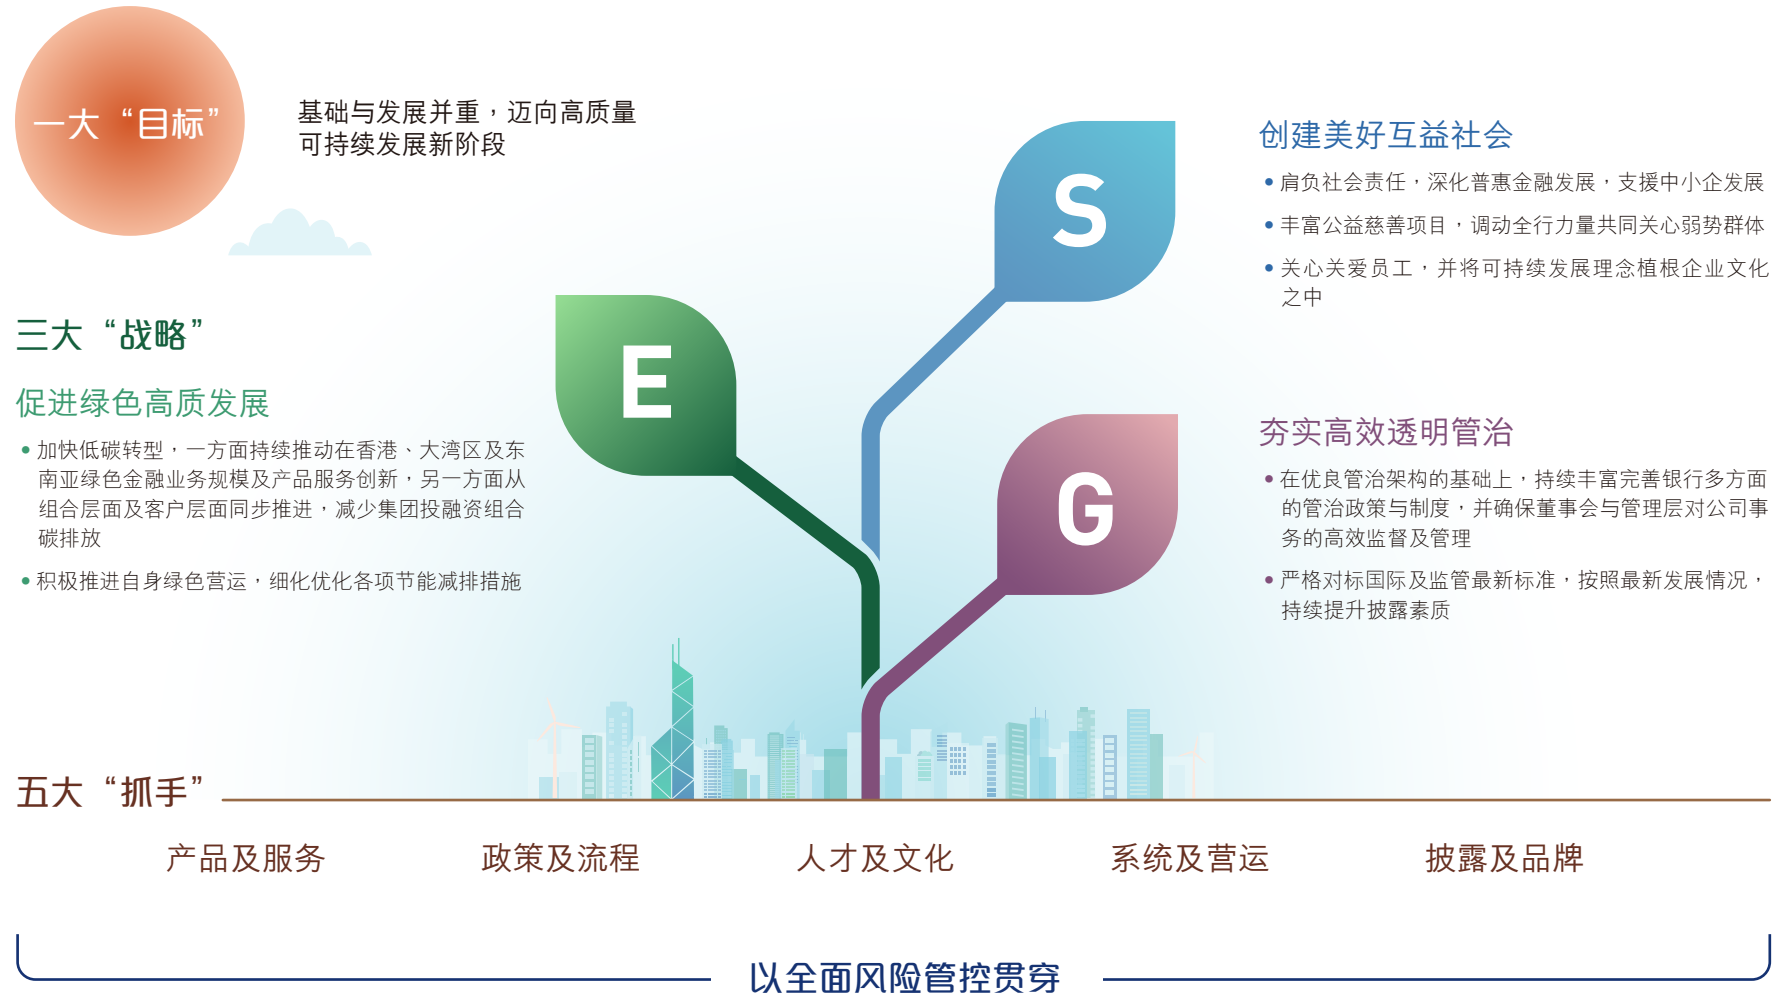 一大“目标”
基础与发展并重，迈向高质量
可持续发展新阶段
三大“战略”
E
促进绿色高质发展
•加快低碳转型，一方面持续推动在香港、大湾区及东
南亚绿色金融业务规模及产品服务创新，另一方面从
组合层面及客户层面同步推进，减少集团投融资组合
碳排放
•积极推进自身绿色营运，细化优化各项节能减排措施
S
创建美好互益社会
•肩负社会责任，深化普惠金融发展，支援中小企发展
•丰富公益慈善项目，调动全行力量共同关心弱势群体
•关心关爱员工，并将可持续发展理念植根企业文化
之中
G
夯实高效透明管治
•在优良管治架构的基础上，持续丰富完善银行多方面
的管治政策与制度，并确保董事会与管理层对公司事
务的高效监督及管理
•严格对标国际及监管最新标准，按照最新发展情况，
持续提升披露素质
五大“抓手”
产品及服务
政策及流程
人才及文化
系统及营运
披露及品牌
以全面风险管控贯穿